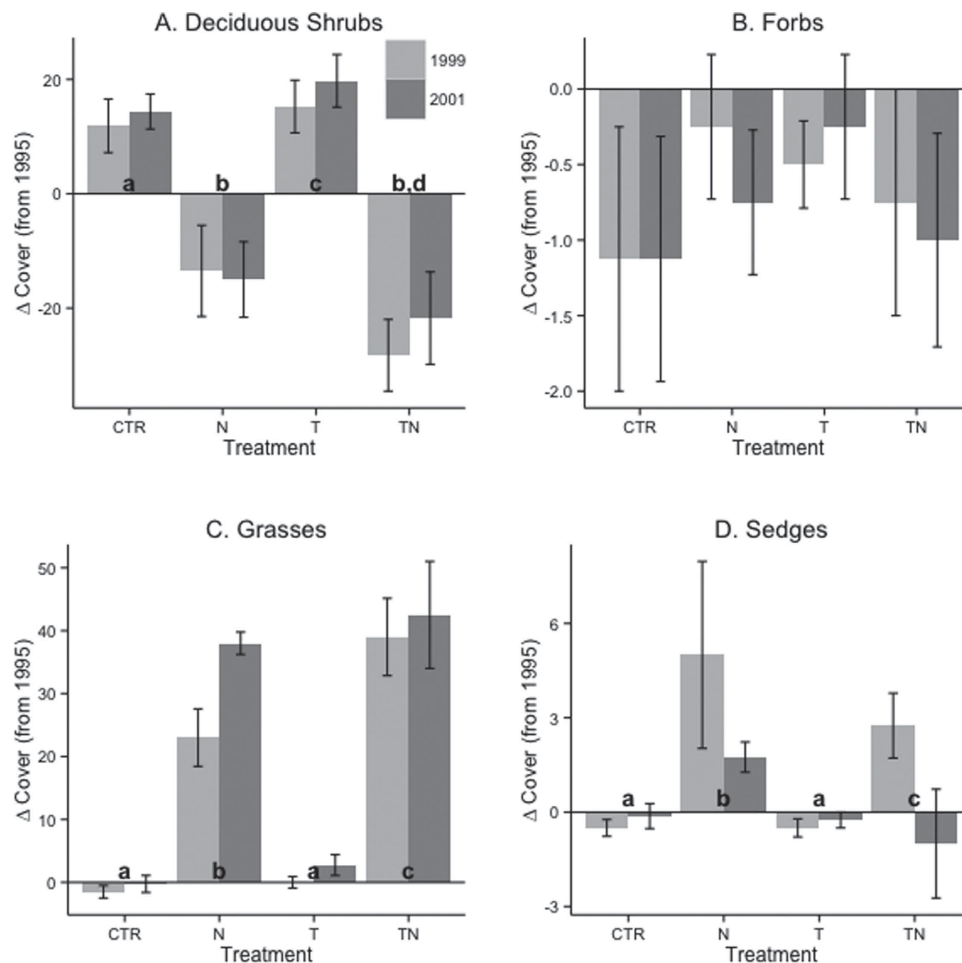 A. Deciduous Shrubs
Δ Cover (from 1995)
20
0
-20
1999
2001
a
b
c
b,d
CTR N T TN
Treatment
B. Forbs
Δ Cover (from 1995)
0.0
-0.5
-1.0
-1.5
-2.0
CTR N T TN
Treatment
C. Grasses
Δ Cover (from 1995)
50
40
30
20
10
0
a
b
a
c
CTR N T TN
Treatment
D. Sedges
Δ Cover (from 1995)
6
3
0
-3
a
b
a
c
CTR N T TN
Treatment